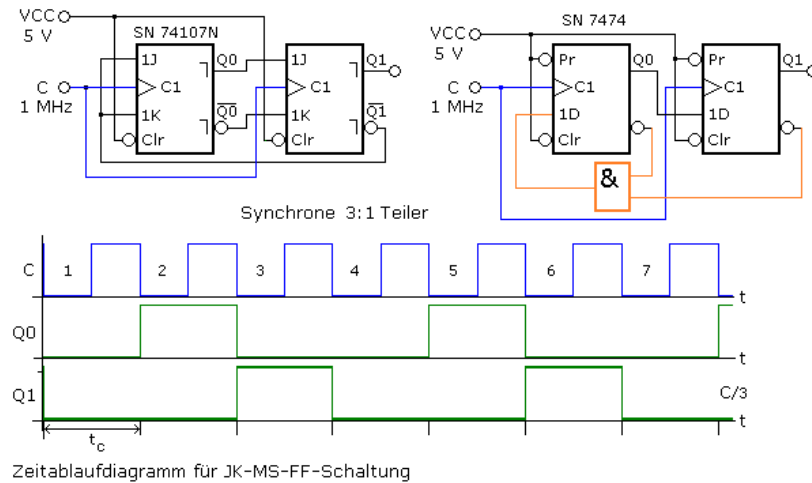 VCC
5 V
SN 74107N
1J
Q0
1J
Q1
C
1 MHz
C1
C1
1K
Q0
1K
Q1
Clr
Clr
VCC
5 V
SN 7474
Pr
Q0
Pr
Q1
C
1 MHz
C1
C1
1D
1D
Clr
Clr
&
Synchrone 3:1 Teiler
C
1 2 3 4 5 6 7
t
Q0
t
Q1
C/3
t
tc
Zeitablaufdiagramm für JK-MS-FF-Schaltung